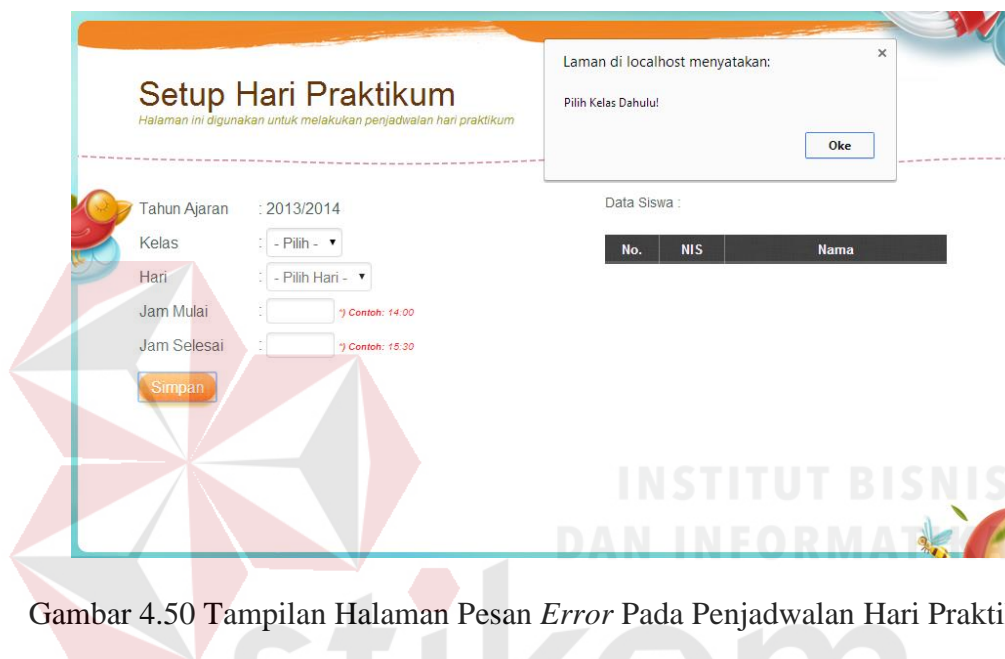 Setup Hari Praktikum
Halaman ini digunakan untuk melakukan penjadwalan hari praktikum
Laman di localhost menyatakan:
×
Pilih Kelas Dahulu!
Oke
Tahun Ajaran : 2013/2014
Kelas : - Pilih -
Hari : - Pilih Hari -
Jam Mulai : *) Contoh: 14:00
Jam Selesai : *) Contoh: 15:30
Simpan
Data Siswa :
No. NIS Nama
INSTITUT BISNIS
DAN INFORMATIKA
Gambar 4.50 Tampilan Halaman Pesan Error Pada Penjadwalan Hari Prakti
stikom